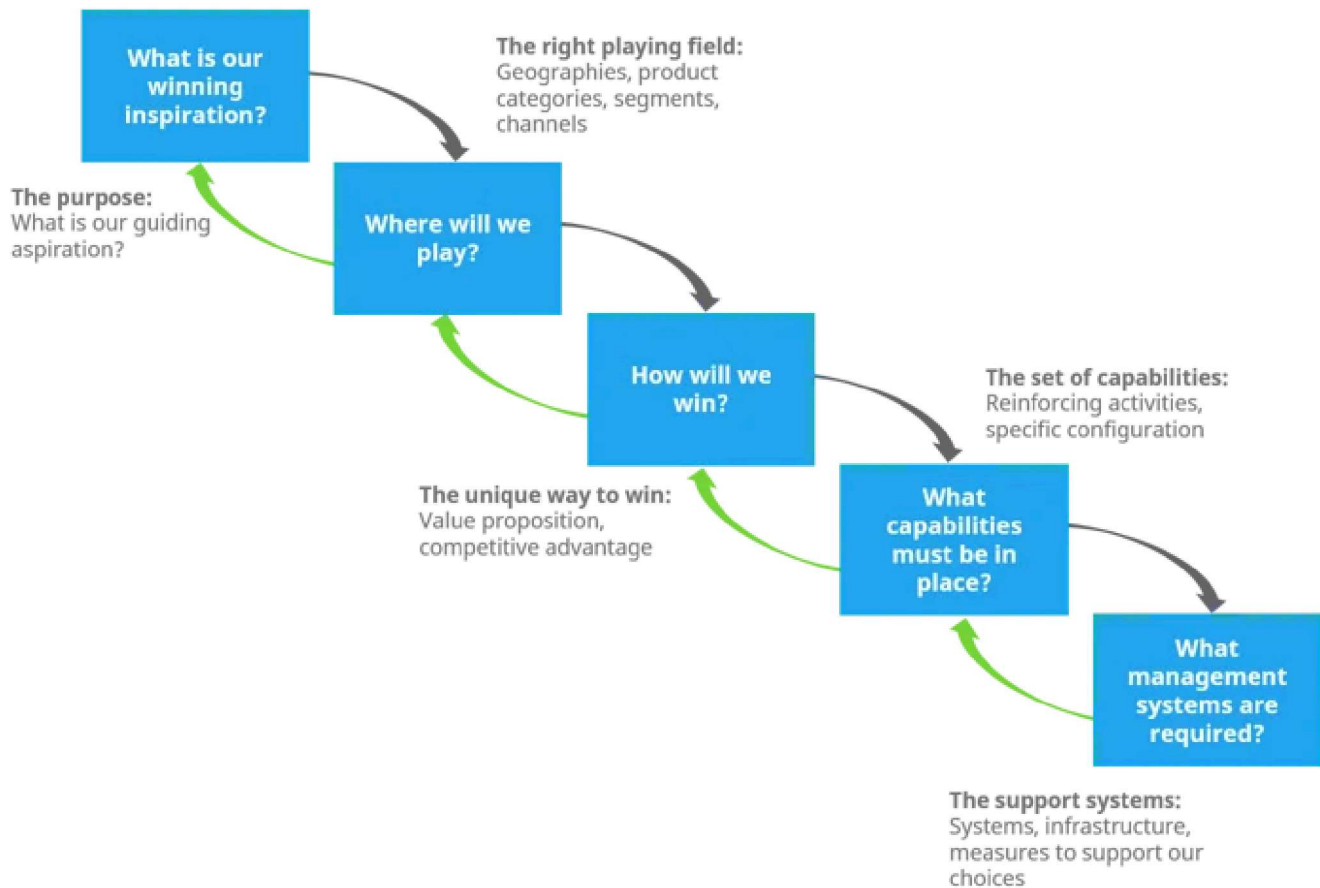 What is our
winning
inspiration?
The right playing field:
Geographies, product
categories, segments,
channels
The purpose:
What is our guiding
aspiration?
Where will we
play?
How will we
win?
The unique way to win:
Value proposition,
competitive advantage
The set of capabilities:
Reinforcing activities,
specific configuration
What
capabilities
must be in
place?
What
management
systems are
required?
The support systems:
Systems, infrastructure,
measures to support our
choices